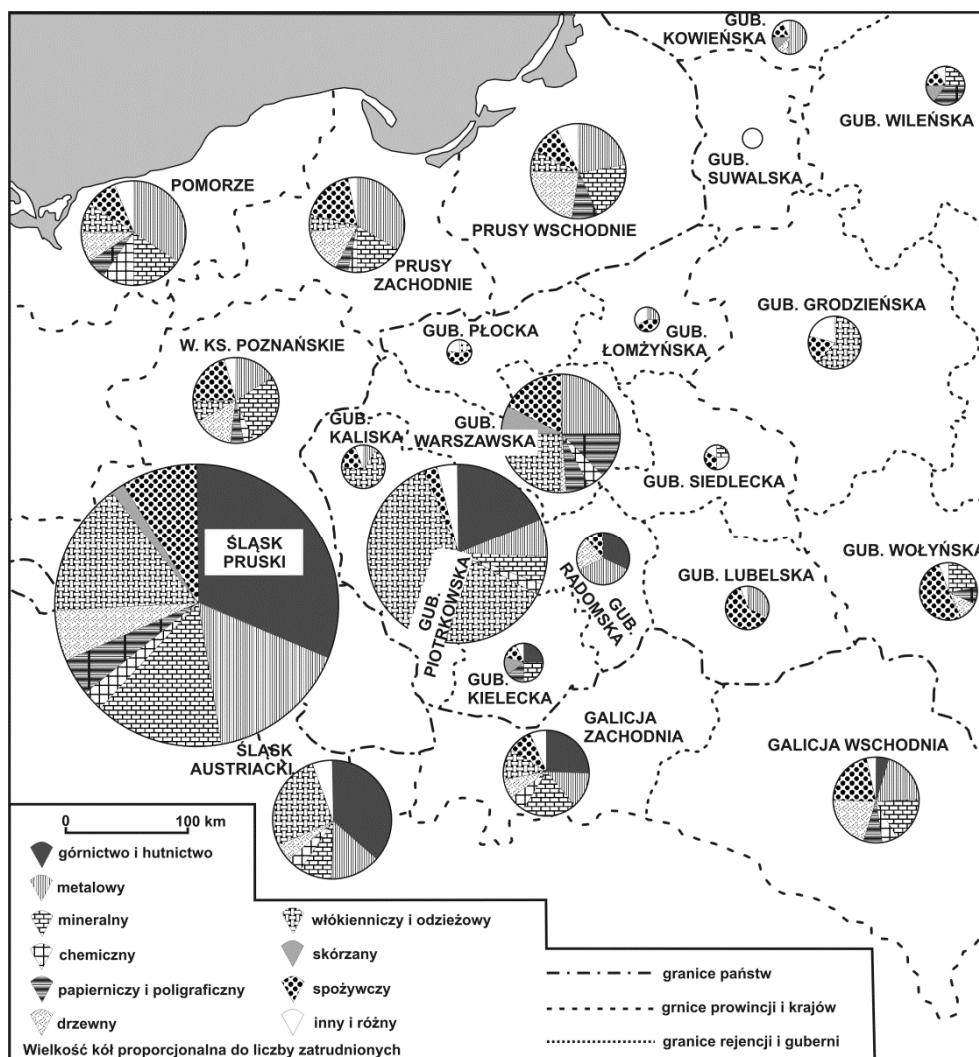 GUB.
KOWIEŃSKA
GUB. WILEŃSKA
GUB.
SUWALSKA
POMORZE
PRUSY WSCHODNIE
PRUSY
ZACHODNIE
GUB. GRODZIEŃSKA
GUB. PŁOCKA
GUB.
ŁOMŻYŃSKA
W. KS. POZNAŃSKIE
GUB.
KALISKA
GUB.
WARSZAWSKA
GUB. SIEDLECKA
ŚLĄSK
PRUSKI
GUB.
PIOTRKOWSKA
GUB.
RADOMSKA
GUB. LUBELSKA
GUB. WOŁYŃSKA
GUB.
KIELECKA
ŚLĄSK
AUSTRIACKI
GALICJA
ZACHODNIA
GALICJA WSCHODNIA
0 100 km
górnictwo i hutnictwo
metalowy
mineralny
chemiczny
papierniczy i poligraficzny
drzewny
włókienniczy i odzieżowy
skórzany
spożywczy
inny i różny
granice państw
grnice prowincji i krajów
granice rejencji i guberni
Wielkość kół proporcjonalna do liczby zatrudnionych